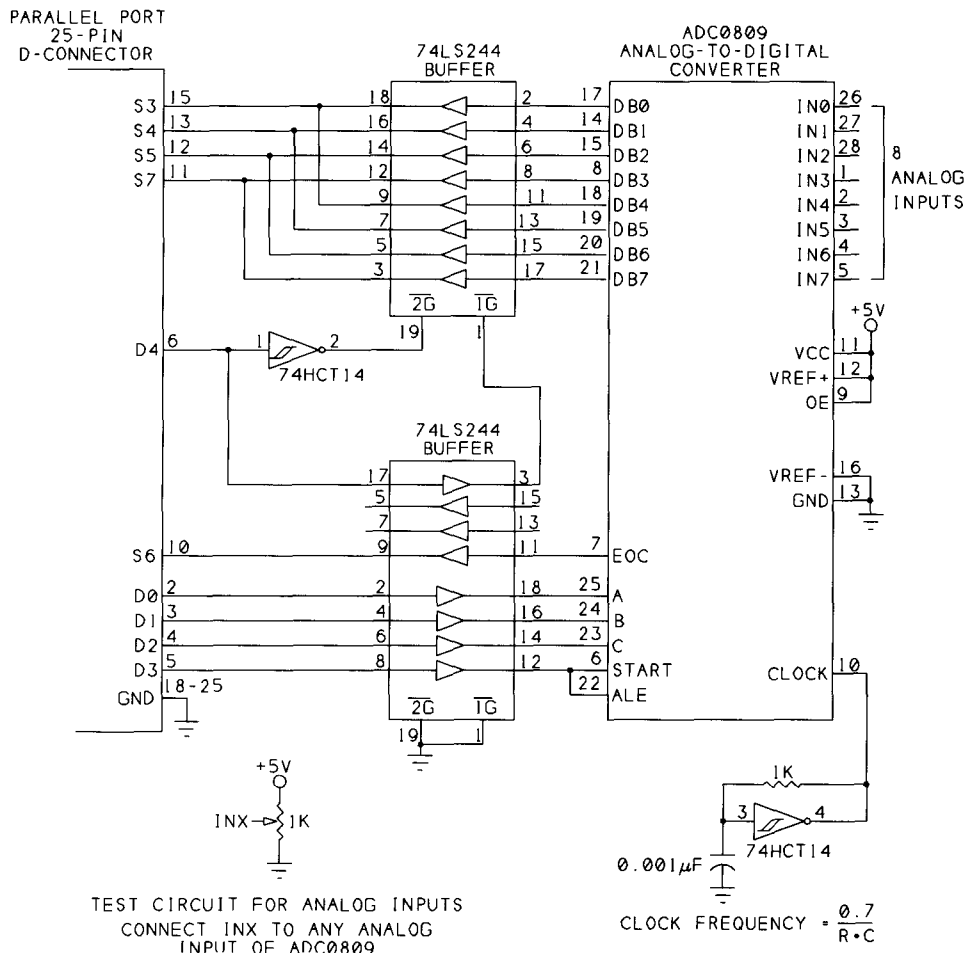 PARALLEL PORT
25-PIN
D-CONNECTOR
74LS244
BUFFER
ADC0809
ANALOG-TO-DIGITAL
CONVERTER
S3 15 18 2 17 DB0 IN0 26
S4 13 16 4 14 DB1 IN1 27
S5 12 14 6 15 DB2 IN2 28
S7 11 12 8 8 DB3 IN3 1
9 11 18 DB4 IN4 2
7 13 19 DB5 IN5 3
5 15 20 DB6 IN6 4
3 17 21 DB7 IN7 5
8
ANALOG
INPUTS
2G 1G
19 1
D4 6 1 2
74HCT14
+5V
VCC 11
VREF+ 12
OE 9
VREF- 16
GND 13
74LS244
BUFFER
17 3
5 15
7 13
S6 10 9 11 7 EOC
D0 2 2 18 25 A
D1 3 4 16 24 B
D2 4 6 14 23 C
D3 5 8 12 6 START
22 ALE
GND 18-25
CLOCK 10
2G 1G
19 1
+5V
INX 1K
1K
3 4
74HCT14
0.001µF
TEST CIRCUIT FOR ANALOG INPUTS
CONNECT INX TO ANY ANALOG
INPUT OF ADC0809
CLOCK FREQUENCY = 0.7
R•C